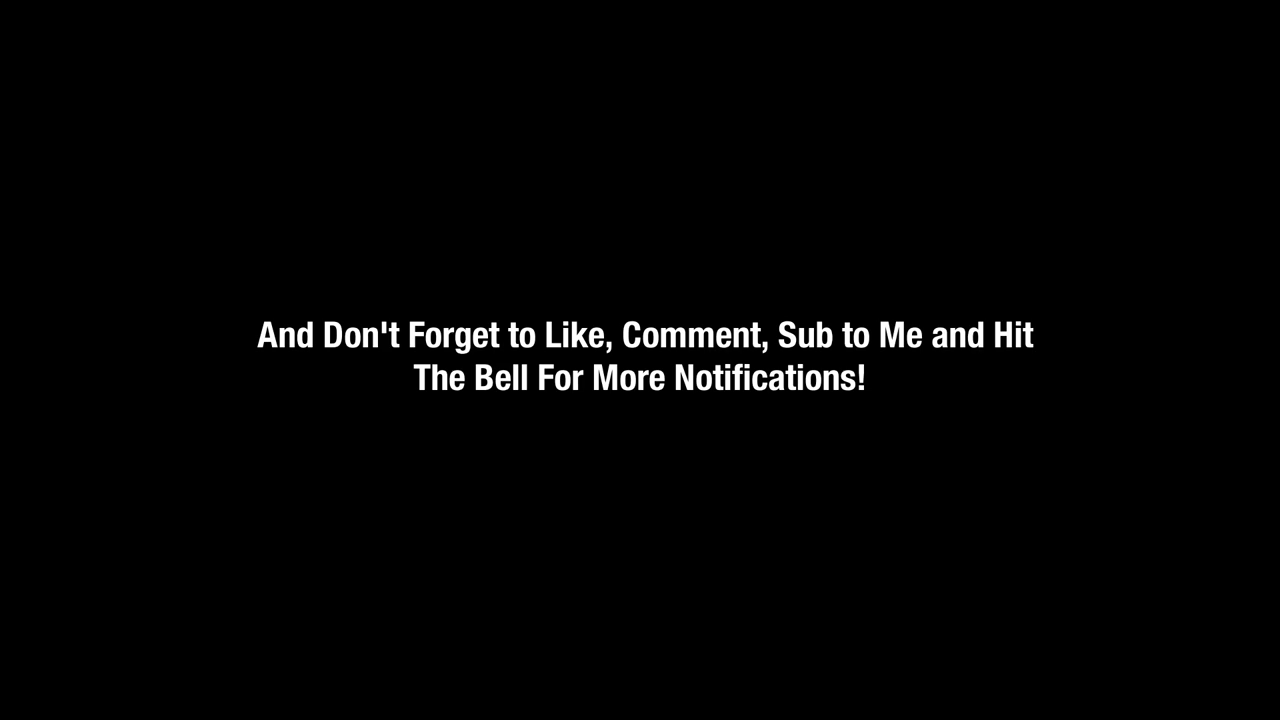 And Don't Forget to Like, Comment, Sub to Me and Hit
The Bell For More Notifications!